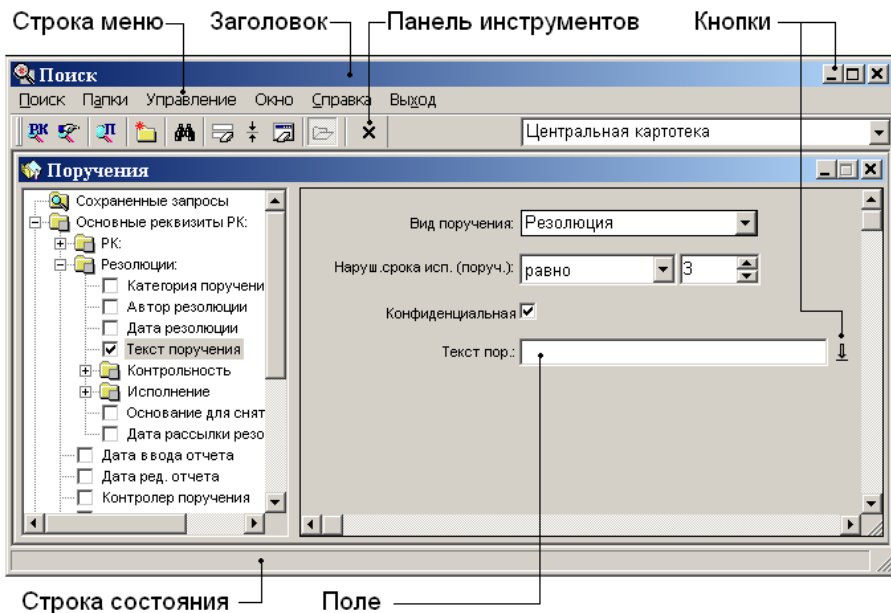 Строка меню Заголовок Панель инструментов Кнопки
Поиск
Поиск Папки Управление Окно Справка Выход
РК П Центральная картотека
Поручения
Сохраненные запросы
Основные реквизиты РК:
РК:
Резолюции:
Категория поручени
Автор резолюции
Дата резолюции
Текст поручения
Контрольность
Исполнение
Основание для снят
Дата рассылки резо
Дата ввода отчета
Дата ред. отчета
Контролер поручения
Вид поручения: Резолюция
Наруш.срока исп. (поруч.): равно 3
Конфиденциальная
Текст пор.:
Строка состояния Поле